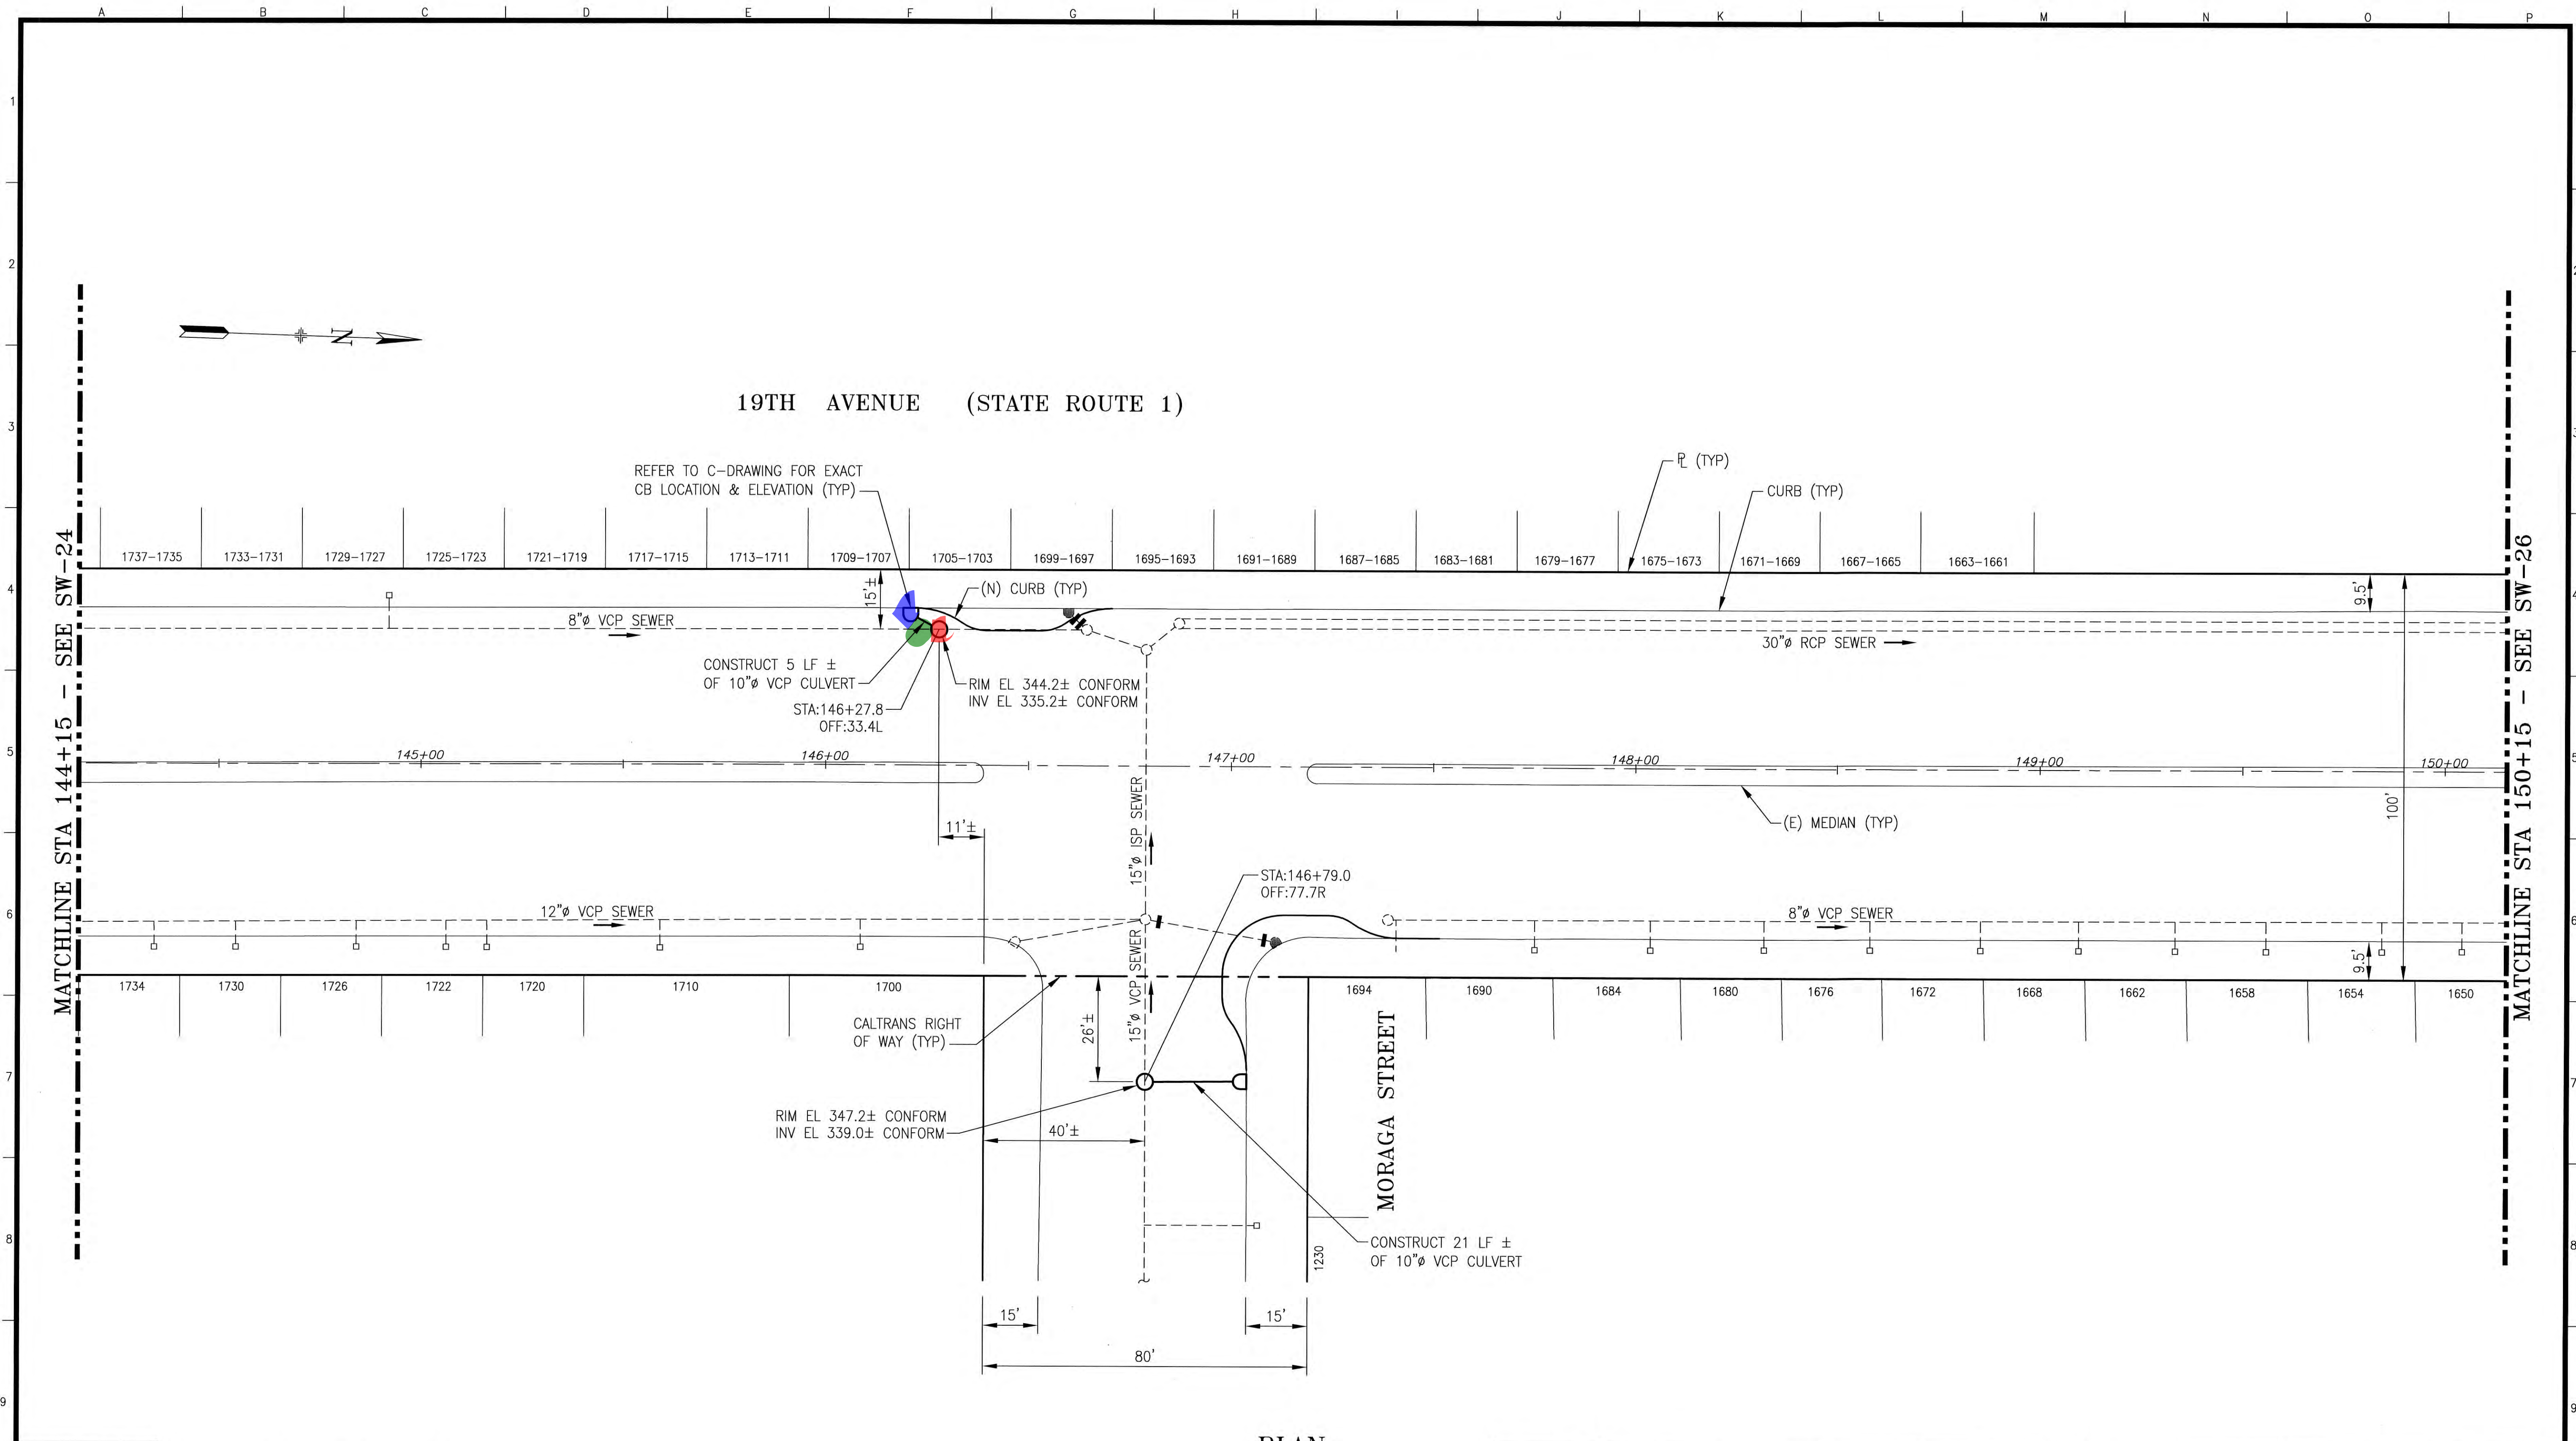 A B C D E F G H I J K L M N O P
1
2
3
4
5
6
7
8
9
N
19TH AVENUE (STATE ROUTE 1)
REFER TO C-DRAWING FOR EXACT
CB LOCATION & ELEVATION (TYP)
PL (TYP)
CURB (TYP)
MATCHLINE STA 144+15 - SEE SW-24
1737-1735 1733-1731 1729-1727 1725-1723 1721-1719 1717-1715 1713-1711 1709-1707 1705-1703 1699-1697 1695-1693 1691-1689 1687-1685 1683-1681 1679-1677 1675-1673 1671-1669 1667-1665 1663-1661
MATCHLINE STA 150+15 - SEE SW-26
15'±
(N) CURB (TYP)
9.5'
8"ø VCP SEWER
30"ø RCP SEWER
CONSTRUCT 5 LF ±
OF 10"ø VCP CULVERT
RIM EL 344.2± CONFORM
INV EL 335.2± CONFORM
STA:146+27.8
OFF:33.4L
145+00 146+00 147+00 148+00 149+00 150+00
15"ø ISP SEWER
(E) MEDIAN (TYP)
100'
11'±
STA:146+79.0
OFF:77.7R
12"ø VCP SEWER
8"ø VCP SEWER
15"ø VCP SEWER
9.5'
1734 1730 1726 1722 1720 1710 1700 1694 1690 1684 1680 1676 1672 1668 1662 1658 1654 1650
CALTRANS RIGHT
OF WAY (TYP)
26'±
MORAGA STREET
RIM EL 347.2± CONFORM
INV EL 339.0± CONFORM
40'±
CONSTRUCT 21 LF ±
OF 10"ø VCP CULVERT
1230
15'
15'
80'
PLAN